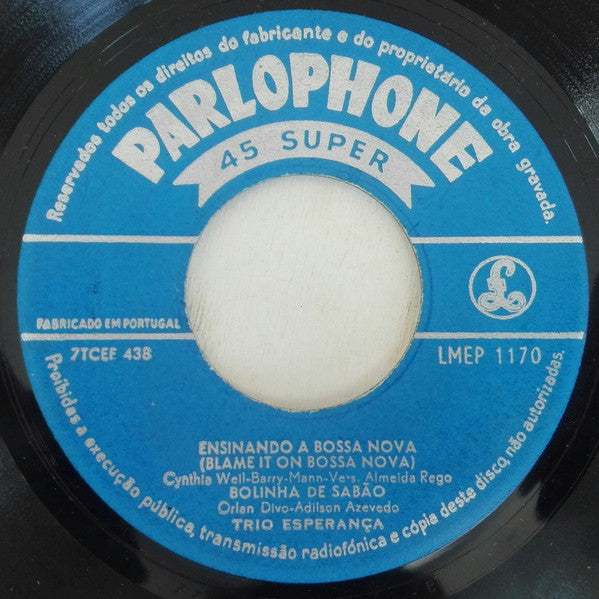 Reservados todos os direitos do fabricante e do proprietário da obra gravada.
PARLOPHONE
45 SUPER
£
FABRICADO EM PORTUGAL
7TCEF 438
LMEP 1170
ENSINANDO A BOSSA NOVA
(BLAME IT ON BOSSA NOVA)
Cynthia Weil-Barry-Mann-Vers. Almeida Rego
BOLINHA DE SABÃO
Orlan Divo-Adilson Azevedo
TRIO ESPERANÇA
Proibidas a execução pública, transmissão radiofónica e cópia deste disco, não autorizadas.